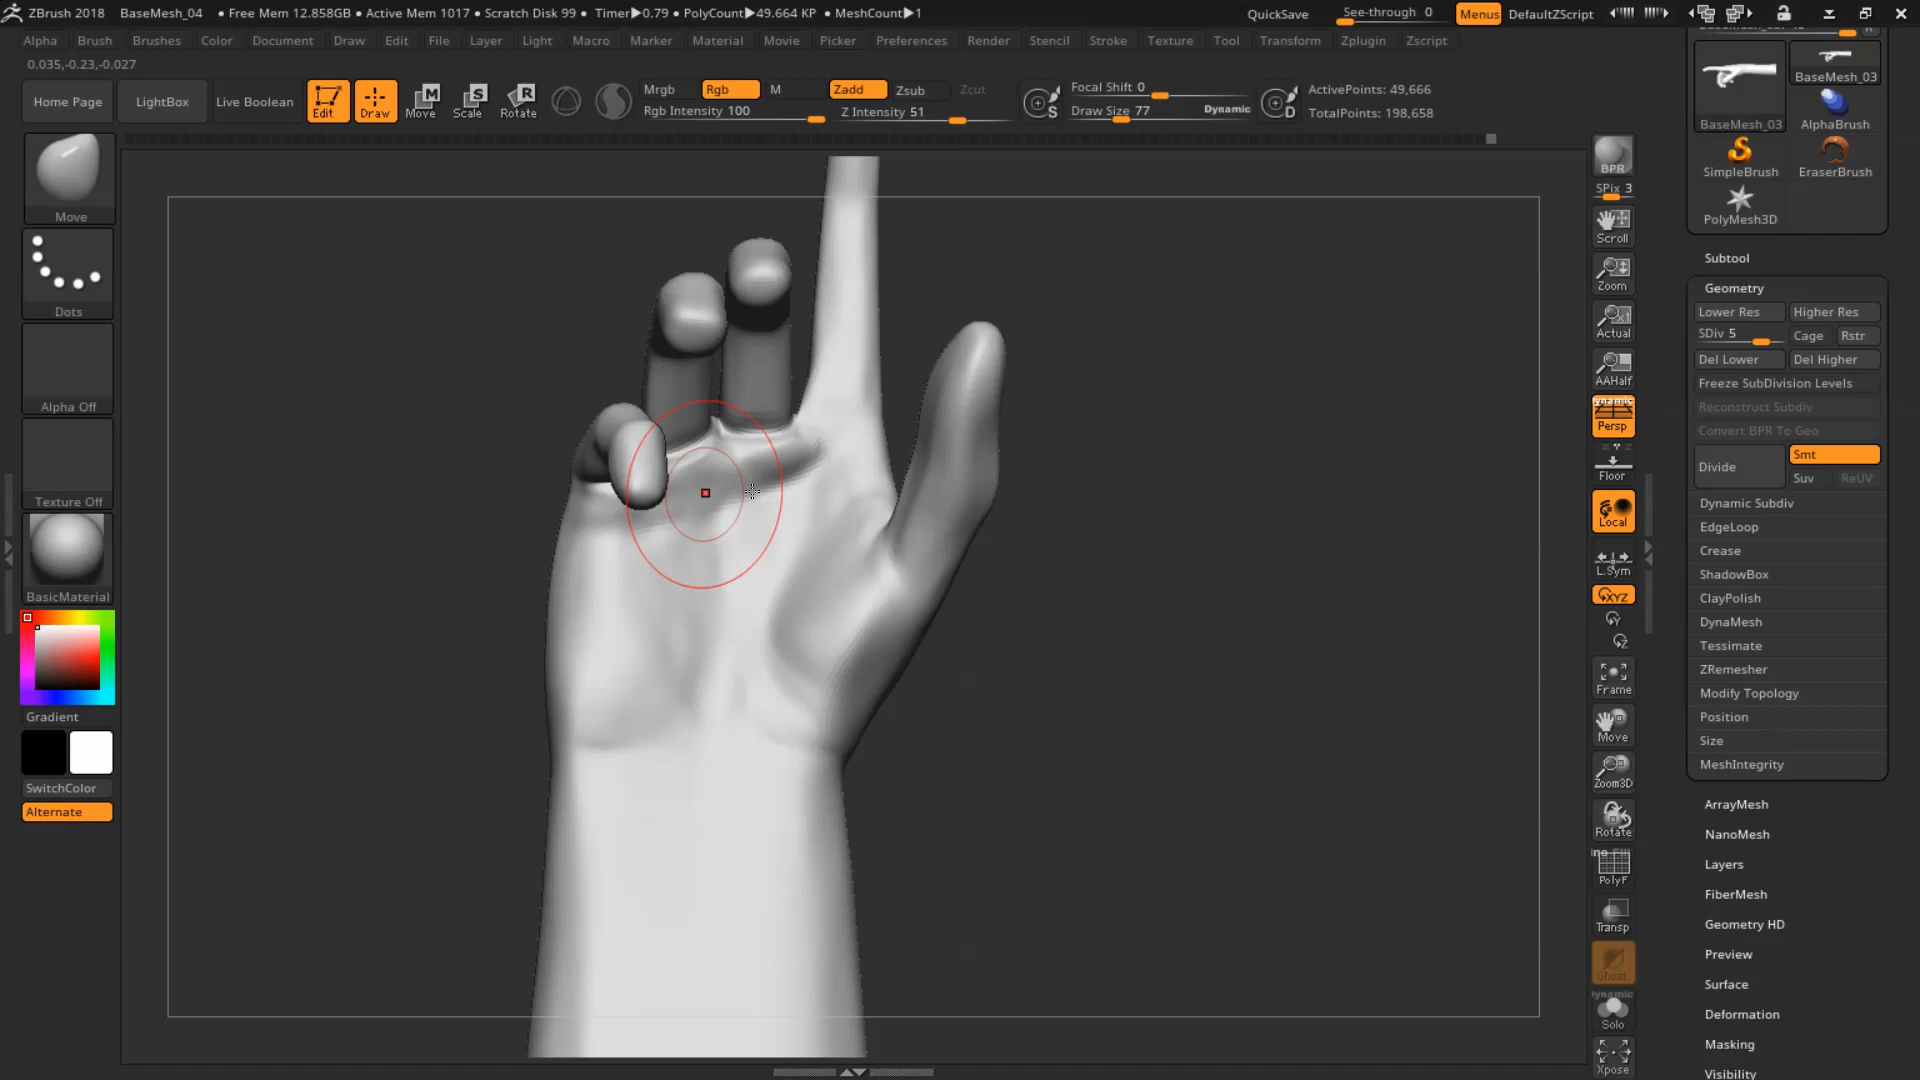 ZBrush 2018 BaseMesh_04 • Free Mem 12.858GB • Active Mem 1017 • Scratch Disk 99 • Timer▶0.79 • PolyCount▶49.664 KP • MeshCount▶1 QuickSave See-through 0 Menus DefaultZScript
Alpha Brush Brushes Color Document Draw Edit File Layer Light Macro Marker Material Movie Picker Preferences Render Stencil Stroke Texture Tool Transform Zplugin Zscript
0.035,-0.23,-0.027
Home Page LightBox Live Boolean Edit Draw Move Scale Rotate
M S R
Mrgb Rgb M Zadd Zsub Zcut
Rgb Intensity 100 Z Intensity 51
S Focal Shift 0
Draw Size 77 Dynamic
D ActivePoints: 49,666
TotalPoints: 198,658
Move
Dots
Alpha Off
Texture Off
BasicMaterial
Gradient
SwitchColor
Alternate
BPR
SPix 3
Scroll
Zoom
Actual
AAHalf
Dynamic
Persp
Floor
Local
L.Sym
XYZ
Y
Z
Frame
Move
Zoom3D
Rotate
PolyF
Transp
Ghost
Dynamic
Solo
Xpose
BaseMesh_03
BaseMesh_03
AlphaBrush
SimpleBrush EraserBrush
PolyMesh3D
Subtool
Geometry
Lower Res Higher Res
SDiv 5 Cage Rstr
Del Lower Del Higher
Freeze SubDivision Levels
Reconstruct Subdiv
Convert BPR To Geo
Divide Smt
Suv ReUV
Dynamic Subdiv
EdgeLoop
Crease
ShadowBox
ClayPolish
DynaMesh
Tessimate
ZRemesher
Modify Topology
Position
Size
MeshIntegrity
ArrayMesh
NanoMesh
Layers
FiberMesh
Geometry HD
Preview
Surface
Deformation
Masking
Visibility